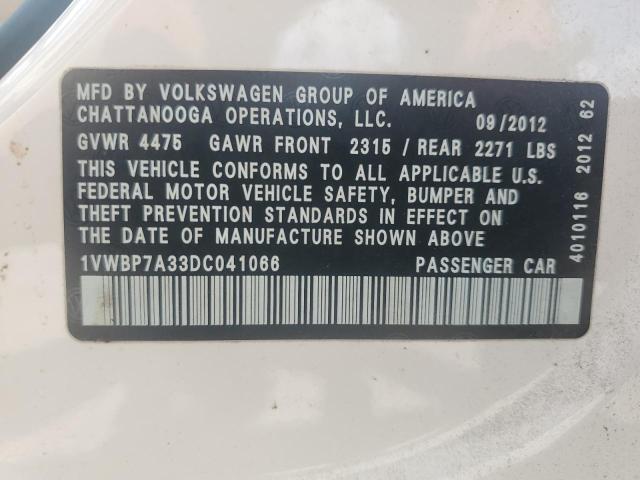 MFD BY VOLKSWAGEN GROUP OF AMERICA
CHATTANOOGA OPERATIONS, LLC. 09/2012
GVWR 4475 GAWR FRONT 2315 / REAR 2271 LBS
THIS VEHICLE CONFORMS TO ALL APPLICABLE U.S.
FEDERAL MOTOR VEHICLE SAFETY, BUMPER AND
THEFT PREVENTION STANDARDS IN EFFECT ON
THE DATE OF MANUFACTURE SHOWN ABOVE
1VWBP7A33DC041066 PASSENGER CAR
4010116 2012 62